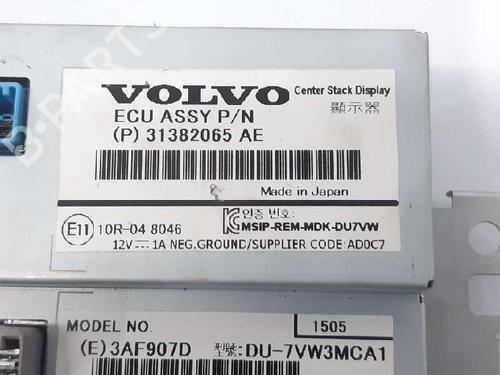 VOLVO Center Stack Display
ECU ASSY P/N 顯示器
(P) 31382065 AE
Made in Japan
E11 10R-04 8046 인증 번호:
MSIP-REM-MDK-DU7VW
12V⎓ 1A NEG.GROUND/SUPPLIER CODE:AD0C7
MODEL NO. 1505
(E)3AF907D 型號: DU-7VW3MCA1
B-PARTS